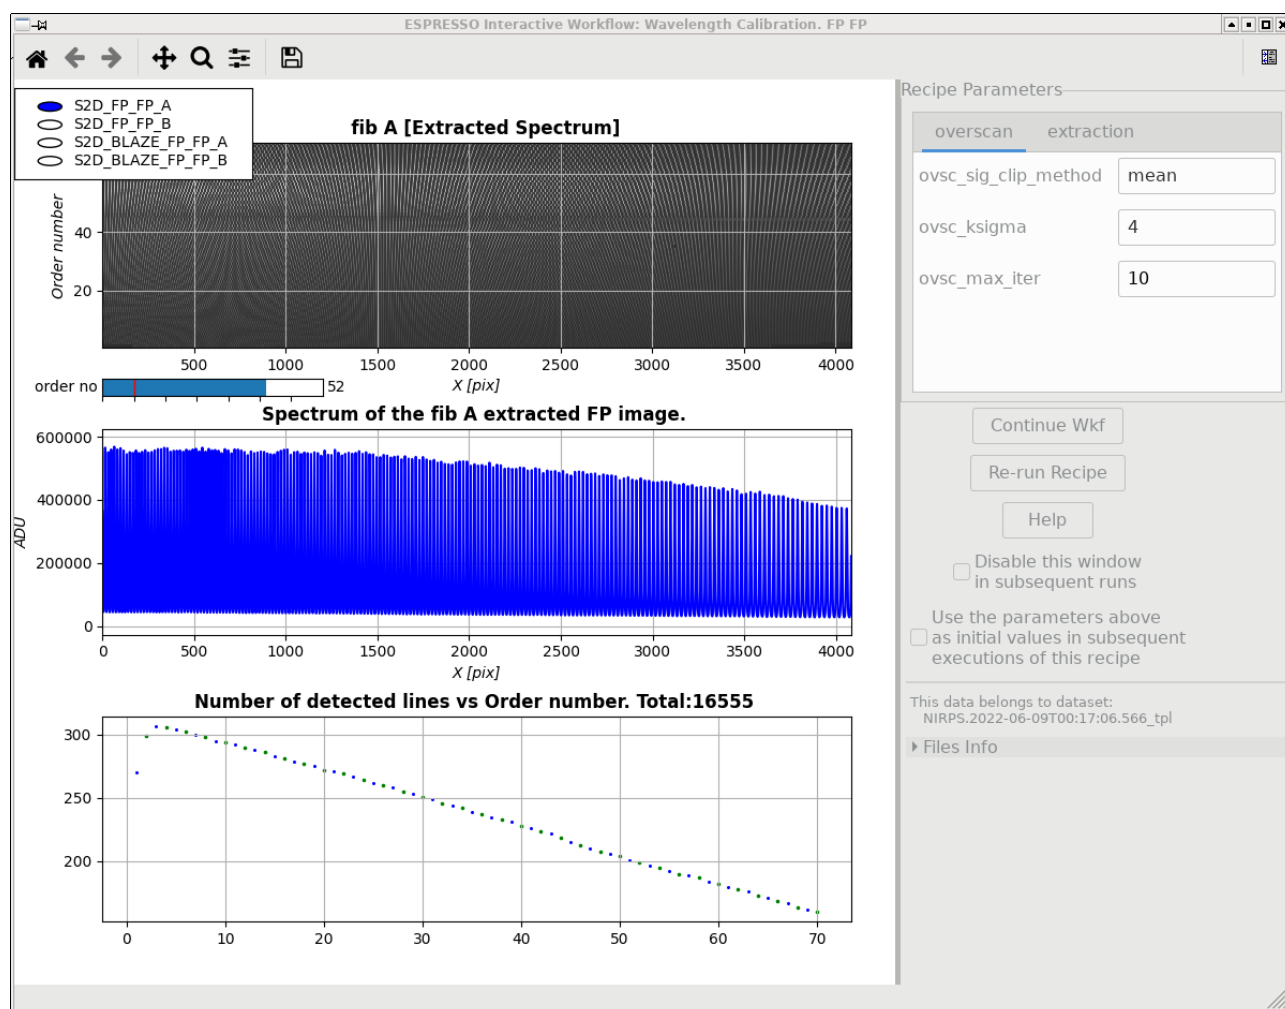 ESPRESSO Interactive Workflow: Wavelength Calibration. FP FP
S2D_FP_FP_A
S2D_FP_FP_B
S2D_BLAZE_FP_FP_A
S2D_BLAZE_FP_FP_B
fib A [Extracted Spectrum]
Order number
40
20
500 1000 1500 2000 2500 3000 3500 4000
X [pix]
order no 52
Spectrum of the fib A extracted FP image.
ADU
600000
400000
200000
0
0 500 1000 1500 2000 2500 3000 3500 4000
X [pix]
Number of detected lines vs Order number. Total:16555
300
250
200
0 10 20 30 40 50 60 70
Recipe Parameters
overscan extraction
ovsc_sig_clip_method mean
ovsc_ksigma 4
ovsc_max_iter 10
Continue Wkf
Re-run Recipe
Help
Disable this window
in subsequent runs
Use the parameters above
as initial values in subsequent
executions of this recipe
This data belongs to dataset:
NIRPS.2022-06-09T00:17:06.566_tpl
Files Info